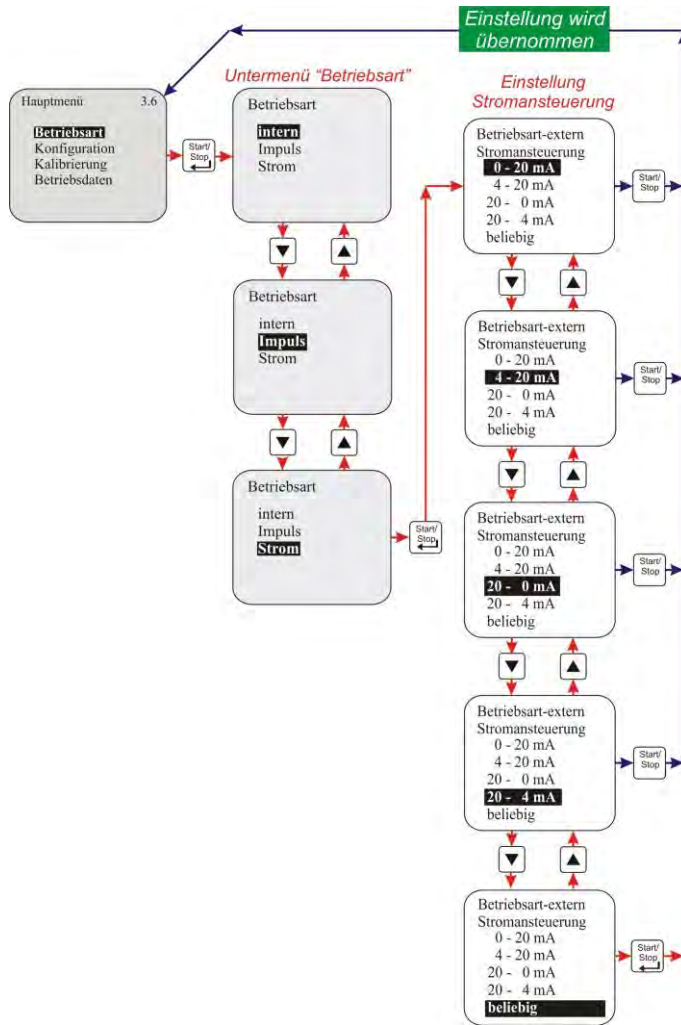 Einstellung wird
übernommen
Untermenü "Betriebsart"
Einstellung
Stromansteuerung
Hauptmenü 3.6
Betriebsart
Konfiguration
Kalibrierung
Betriebsdaten
Start/
Stop
Betriebsart
intern
Impuls
Strom
Betriebsart
intern
Impuls
Strom
Betriebsart
intern
Impuls
Strom
Start/
Stop
Betriebsart-extern
Stromansteuerung
0 - 20 mA
4 - 20 mA
20 - 0 mA
20 - 4 mA
beliebig
Start/
Stop
Betriebsart-extern
Stromansteuerung
0 - 20 mA
4 - 20 mA
20 - 0 mA
20 - 4 mA
beliebig
Start/
Stop
Betriebsart-extern
Stromansteuerung
0 - 20 mA
4 - 20 mA
20 - 0 mA
20 - 4 mA
beliebig
Start/
Stop
Betriebsart-extern
Stromansteuerung
0 - 20 mA
4 - 20 mA
20 - 0 mA
20 - 4 mA
beliebig
Start/
Stop
Betriebsart-extern
Stromansteuerung
0 - 20 mA
4 - 20 mA
20 - 0 mA
20 - 4 mA
beliebig
Start/
Stop